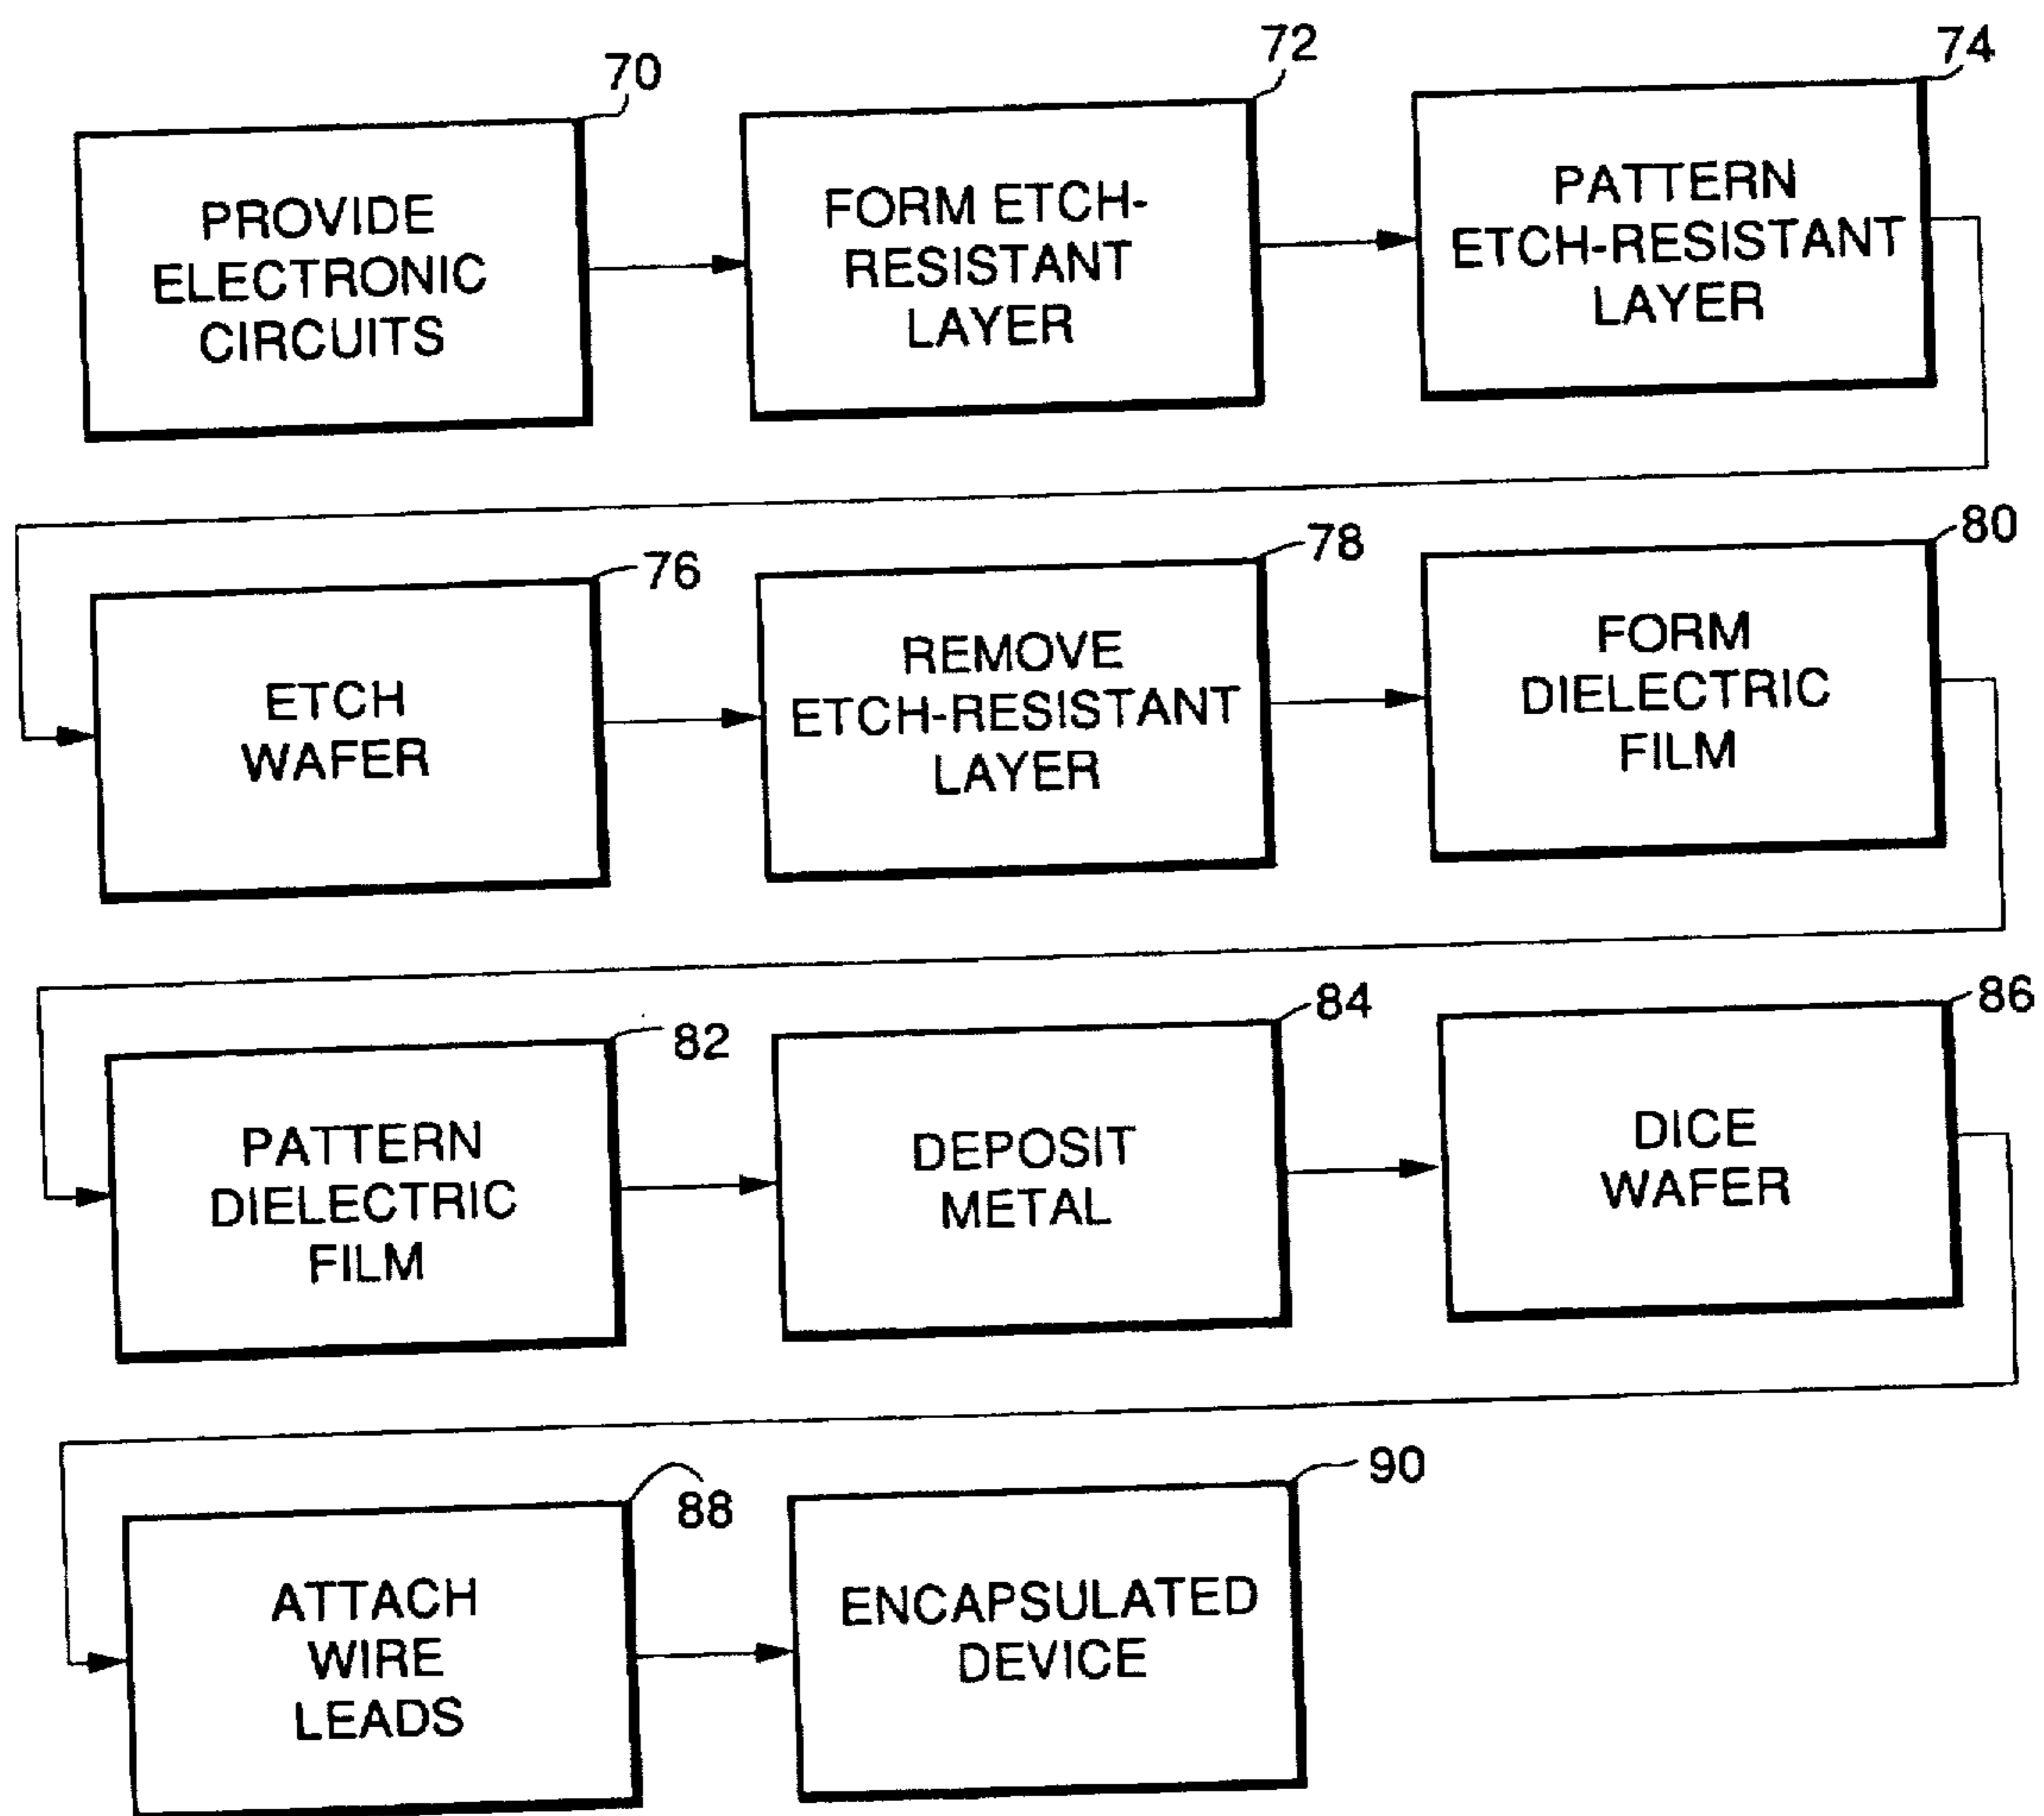 70
PROVIDE
ELECTRONIC
CIRCUITS
72
FORM ETCH-
RESISTANT
LAYER
74
PATTERN
ETCH-RESISTANT
LAYER
76
ETCH
WAFER
78
REMOVE
ETCH-RESISTANT
LAYER
80
FORM
DIELECTRIC
FILM
82
PATTERN
DIELECTRIC
FILM
84
DEPOSIT
METAL
86
DICE
WAFER
88
ATTACH
WIRE
LEADS
90
ENCAPSULATED
DEVICE